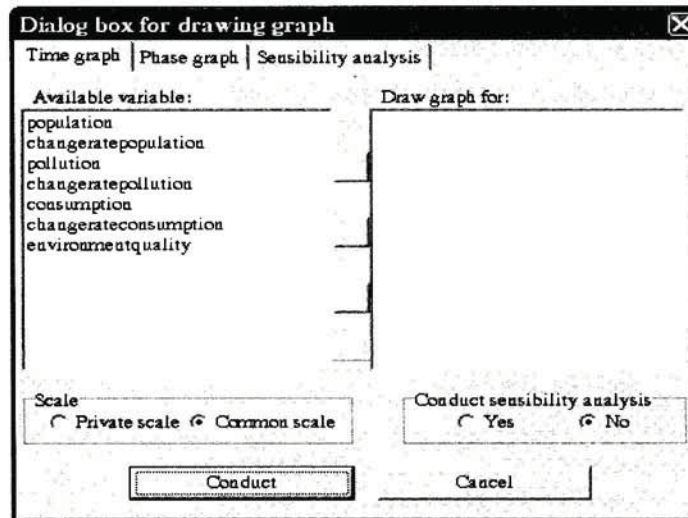 Dialog box for drawing graph
Time graph Phase graph Sensibility analysis
Available variable: Draw graph for:
population
changeratepopulation
pollution
changeratepollution
consumption
changerateconsumption
environmentquality
Scale Conduct sensibility analysis
Private scale Common scale Yes No
Conduct Cancel